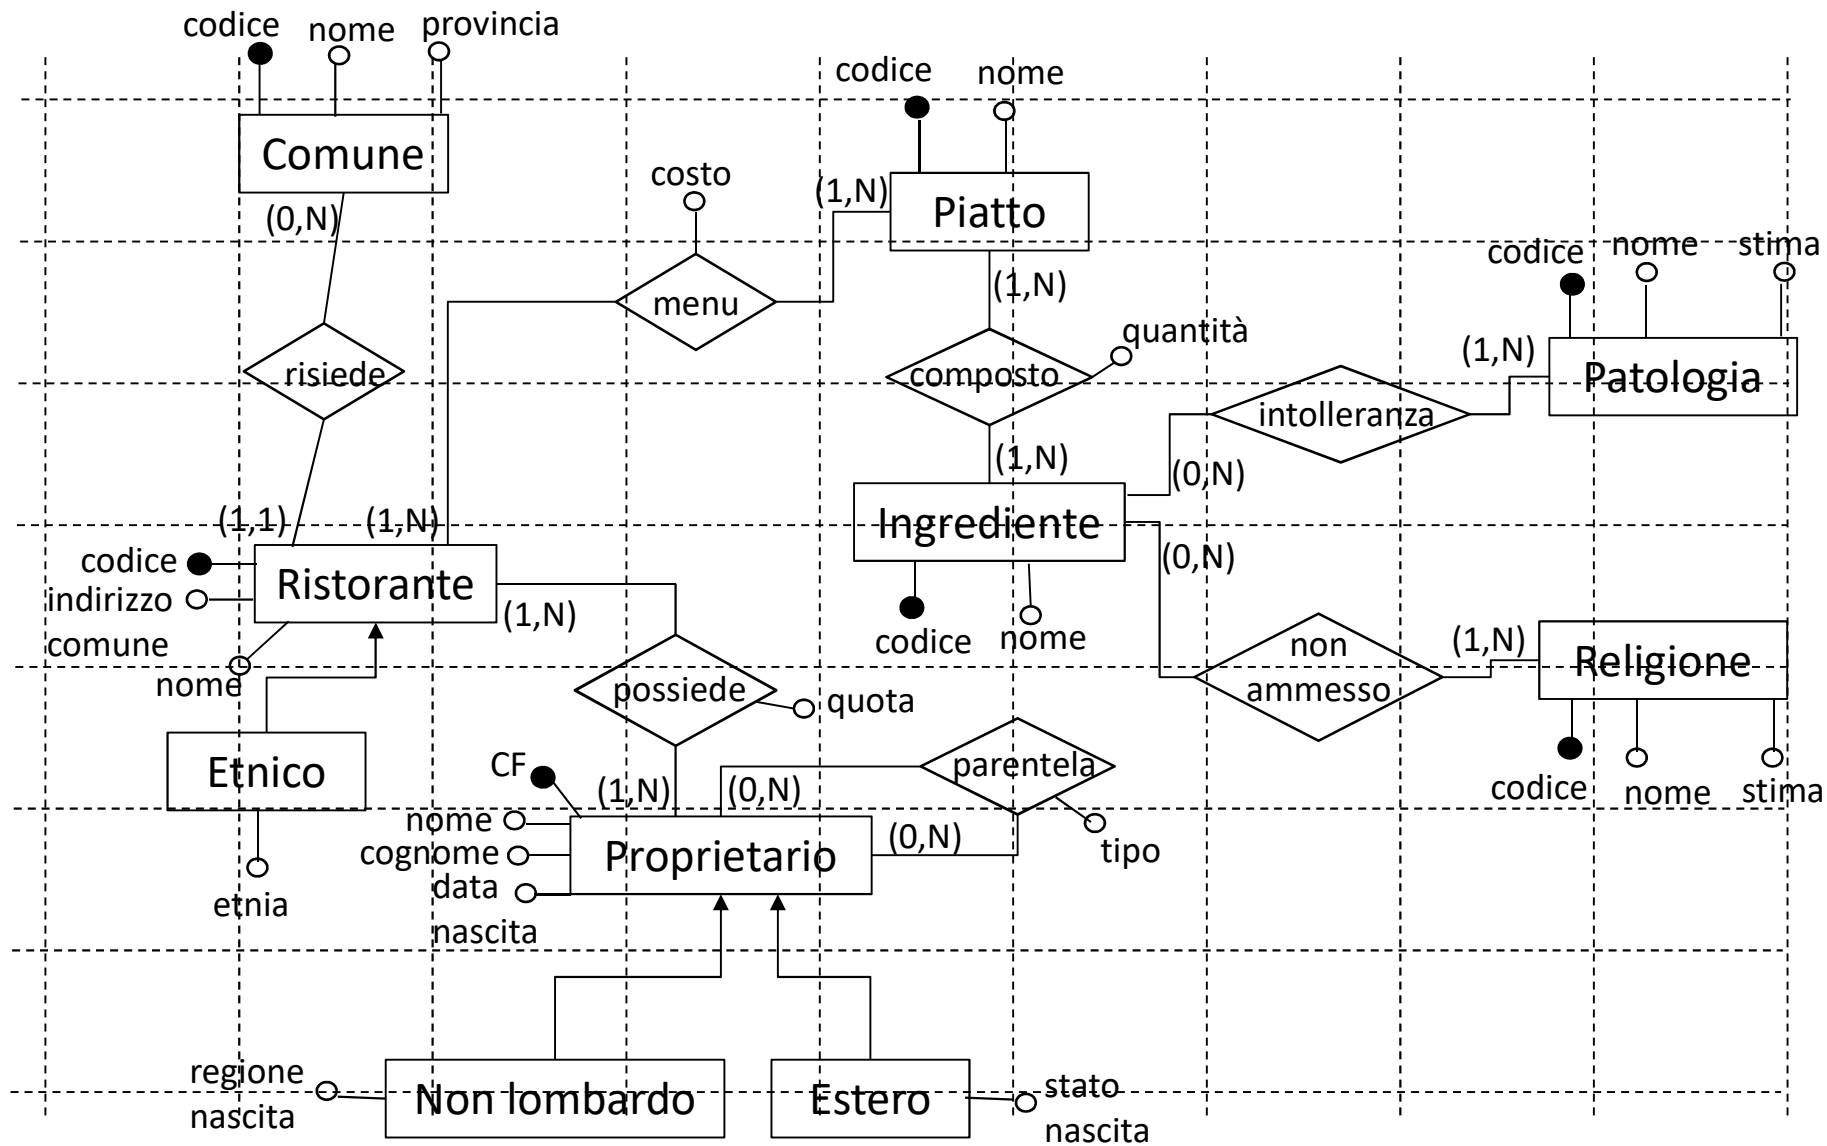 codice
nome
provincia
Comune
(0,N)
codice
nome
costo
(1,N)
Piatto
menu
(1,N)
codice
nome
stima
quantità
risiede
composto
(1,N)
Patologia
intolleranza
(1,N)
(0,N)
(1,1)
(1,N)
Ingrediente
(0,N)
codice
Ristorante
indirizzo
(1,N)
comune
codice
nome
nome
non
ammesso
(1,N)
Religione
possiede
quota
Etnico
CF
(1,N)
(0,N)
parentela
codice
nome
stima
nome
cognome
Proprietario
(0,N)
tipo
data
nascita
etnia
regione
nascita
Non lombardo
Estero
stato
nascita